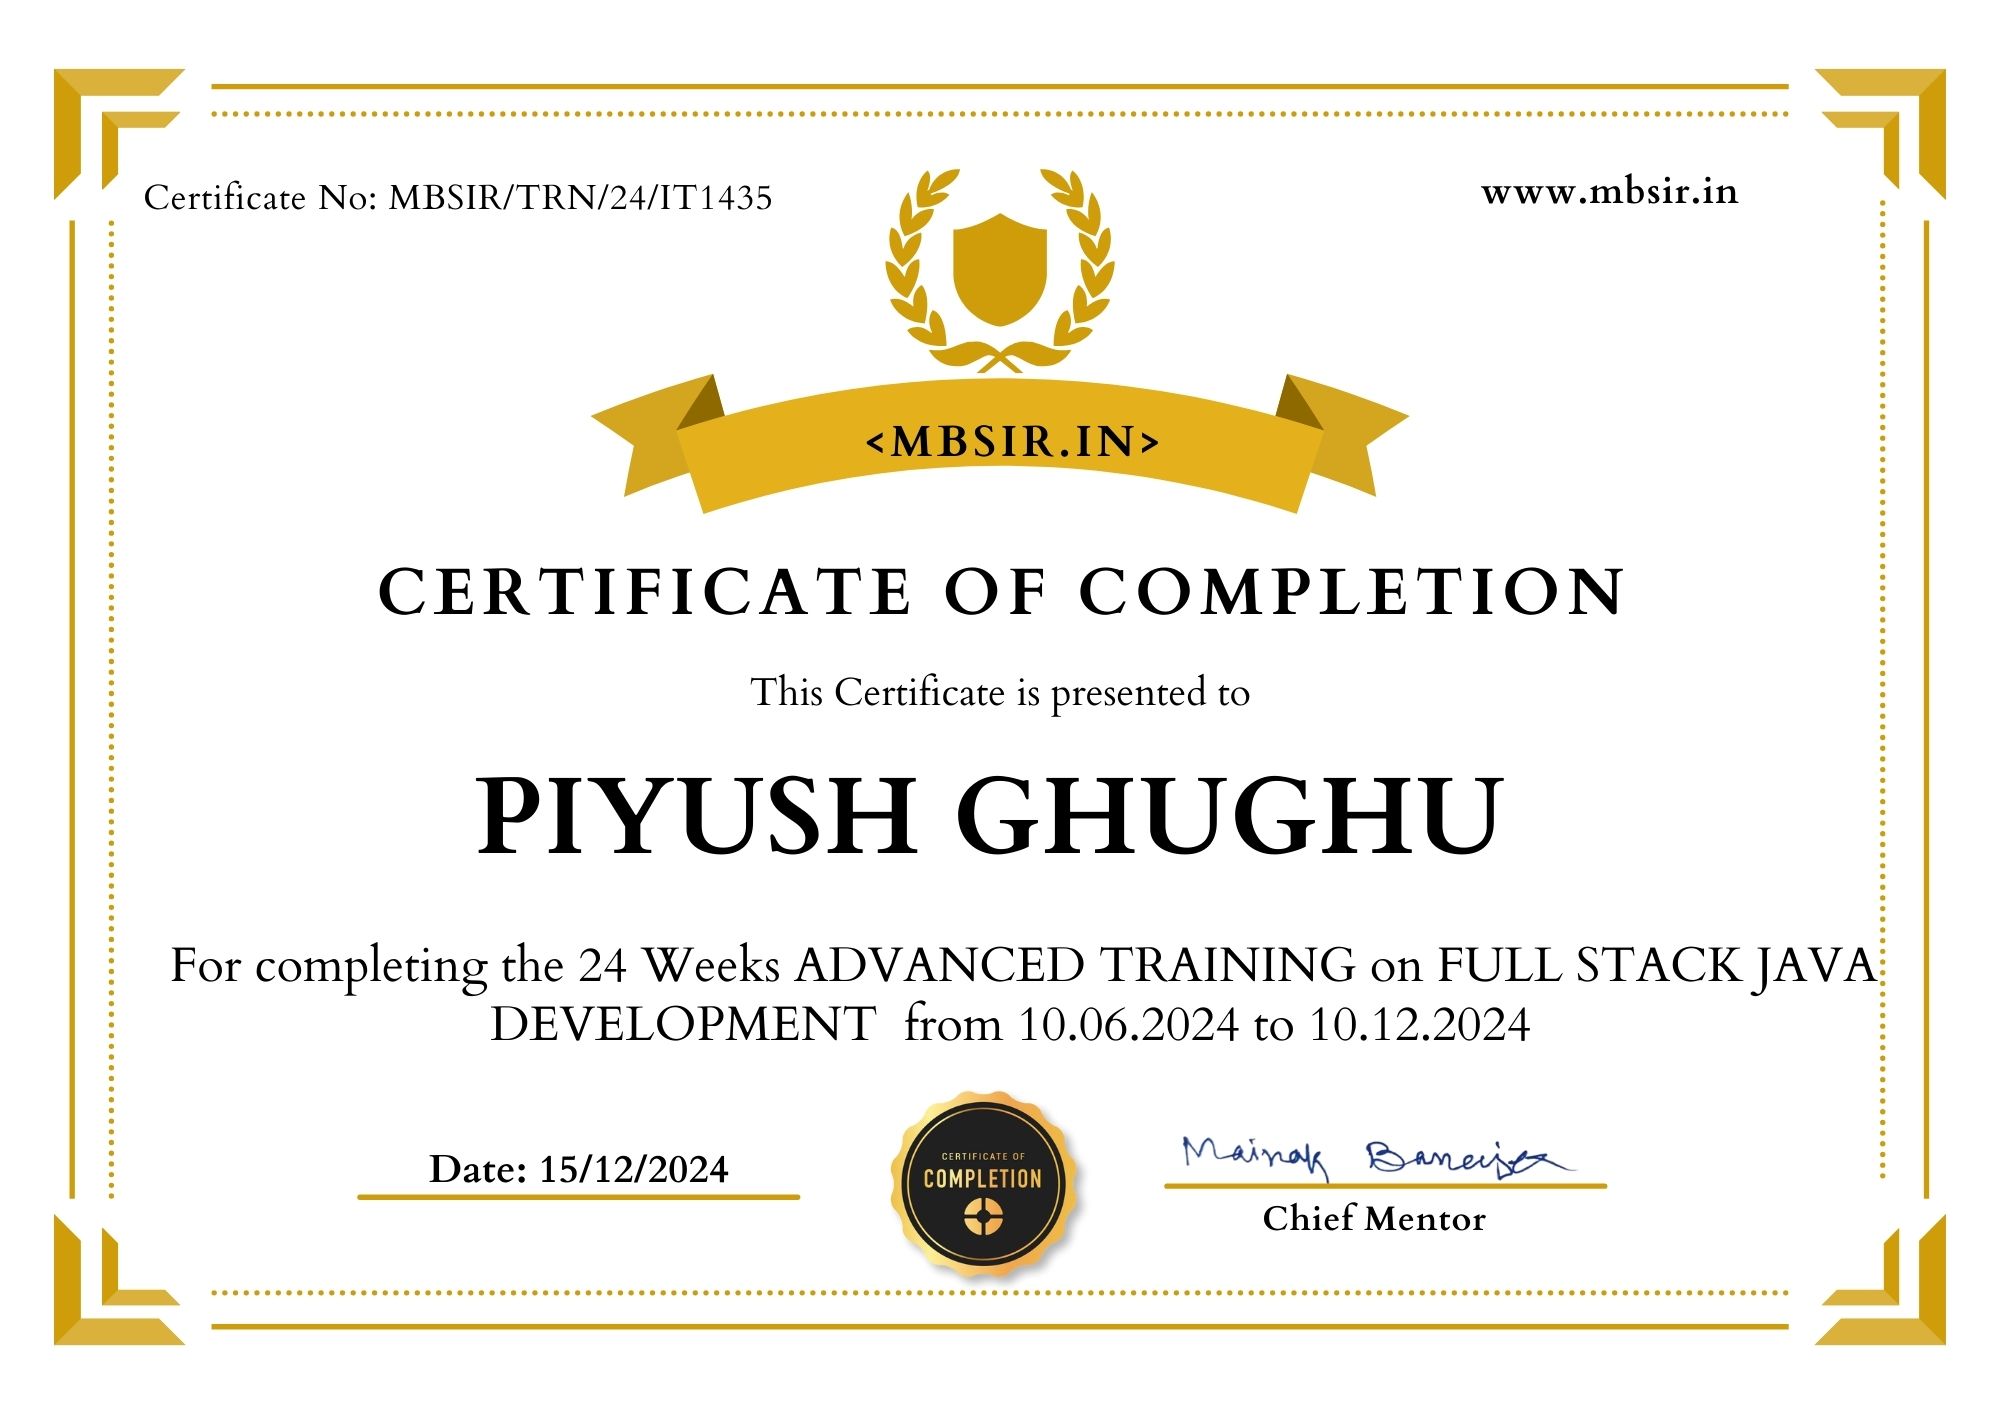 Certificate No: MBSIR/TRN/24/IT1435
www.mbsir.in
<MBSIR.IN>
CERTIFICATE OF COMPLETION
This Certificate is presented to
PIYUSH GHUGHU
For completing the 24 Weeks ADVANCED TRAINING on FULL STACK JAVA
DEVELOPMENT from 10.06.2024 to 10.12.2024
Date: 15/12/2024
CERTIFICATE OF
COMPLETION
Mainak Banerjee
Chief Mentor